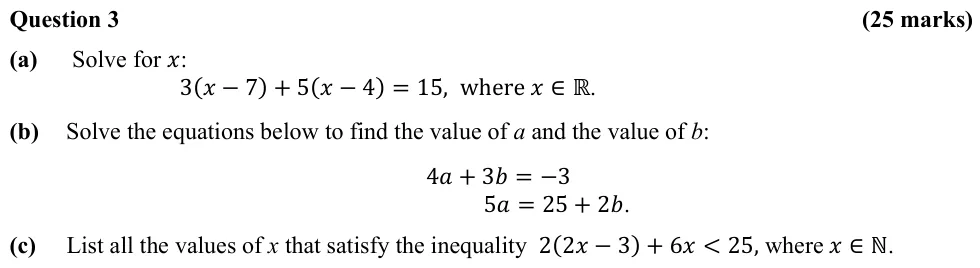 Question 3 (25 marks)
(a) Solve for x:
3(x − 7) + 5(x − 4) = 15, where x ∈ ℝ.
(b) Solve the equations below to find the value of a and the value of b:
4a + 3b = −3
5a = 25 + 2b.
(c) List all the values of x that satisfy the inequality 2(2x − 3) + 6x < 25, where x ∈ ℕ.